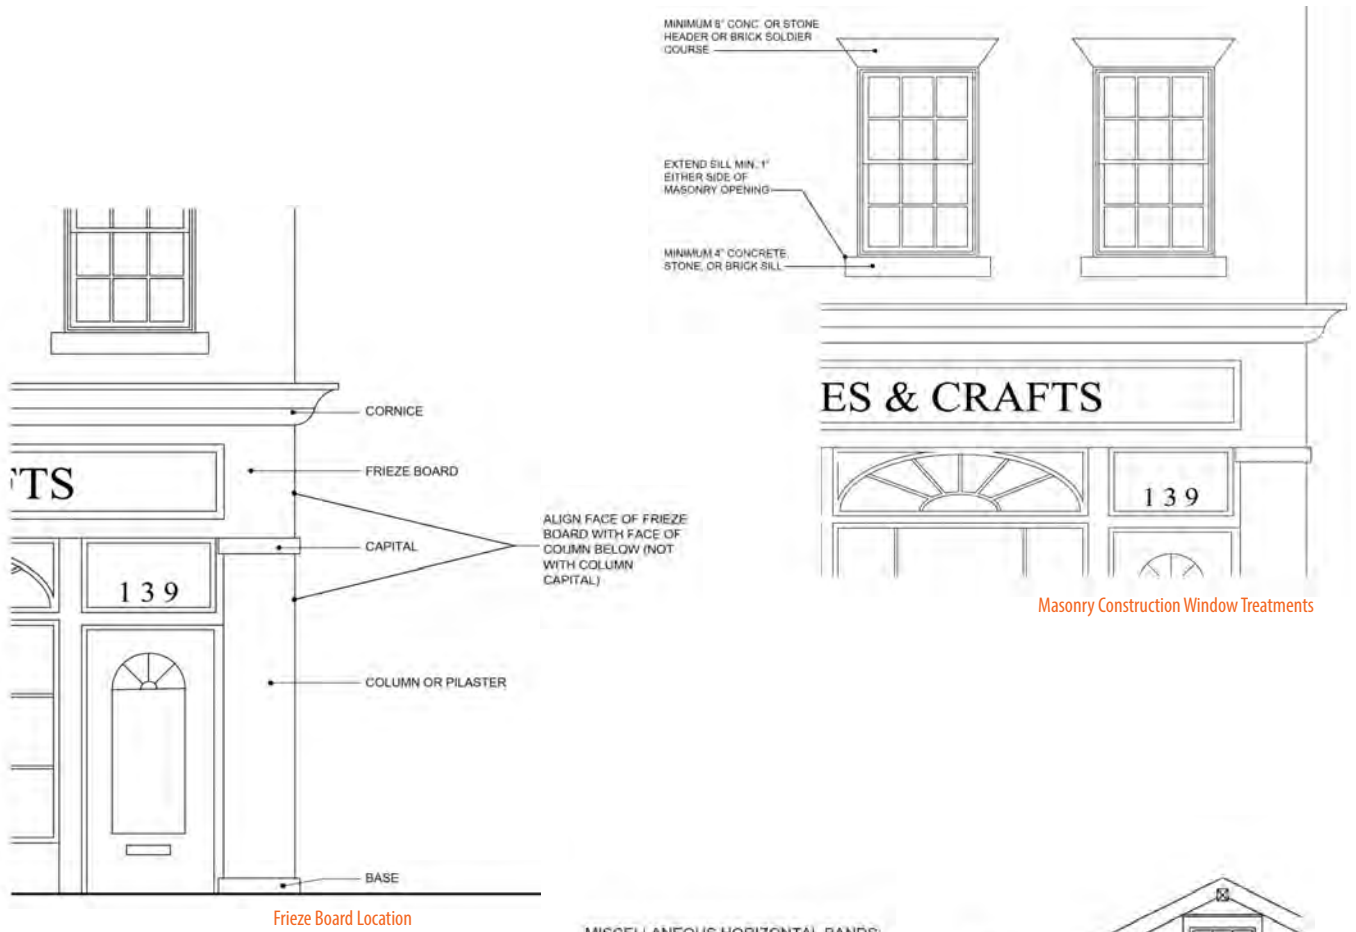 MINIMUM 8" CONC. OR STONE
HEADER OR BRICK SOLDIER
COURSE
EXTEND SILL MIN. 1"
EITHER SIDE OF
MASONRY OPENING
MINIMUM 4" CONCRETE,
STONE, OR BRICK SILL
ES & CRAFTS
139
Masonry Construction Window Treatments
CORNICE
FRIEZE BOARD
TS
ALIGN FACE OF FRIEZE
BOARD WITH FACE OF
COUMN BELOW (NOT
WITH COLUMN
CAPITAL)
CAPITAL
139
COLUMN OR PILASTER
BASE
Frieze Board Location
MISCELLANEOUS HORIZONTAL BANDS